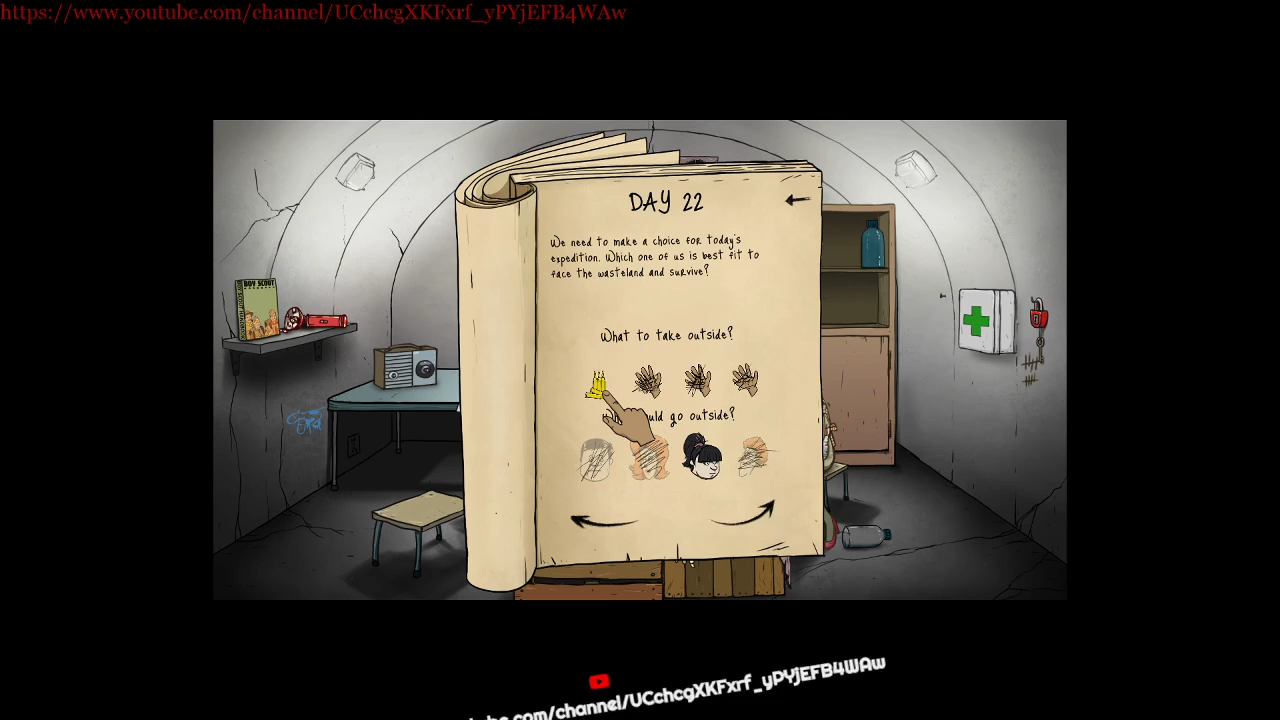 https://www.youtube.com/channel/UCchcgXKFxrf_yPYjEFB4WAw
DAY 22
We need to make a choice for today's
expedition. Which one of us is best fit to
face the wasteland and survive?
What to take outside?
uld go outside?
BOY SCOUT
tube.com/channel/UCchcgXKFxrf_yPYjEFB4WAw